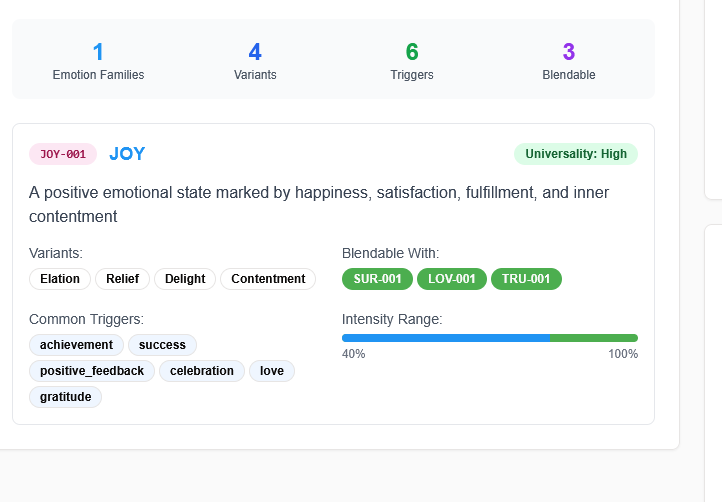 1 4 6 3
Emotion Families Variants Triggers Blendable
JOY-001 JOY Universality: High
A positive emotional state marked by happiness, satisfaction, fulfillment, and inner
contentment
Variants:
Elation Relief Delight Contentment
Blendable With:
SUR-001 LOV-001 TRU-001
Common Triggers:
achievement success
positive_feedback celebration love
gratitude
Intensity Range:
40% 100%